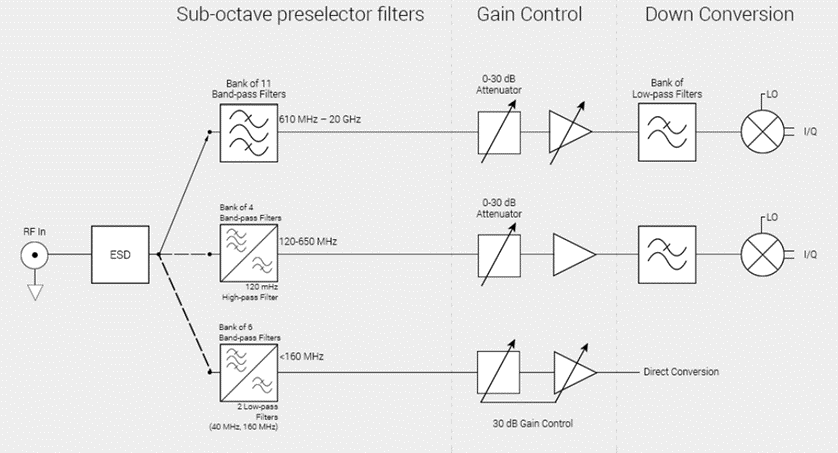 Sub-octave preselector filters
Gain Control
Down Conversion
Bank of 11
Band-pass Filters
610 MHz – 20 GHz
0-30 dB
Attenuator
Bank of
Low-pass Filters
LO
I/Q
RF In
ESD
Bank of 4
Band-pass Filters
120-650 MHz
120 mHz
High-pass Filter
0-30 dB
Attenuator
LO
I/Q
Bank of 6
Band-pass Filters
<160 MHz
2 Low-pass
Filters
(40 MHz, 160 MHz)
30 dB Gain Control
Direct Conversion